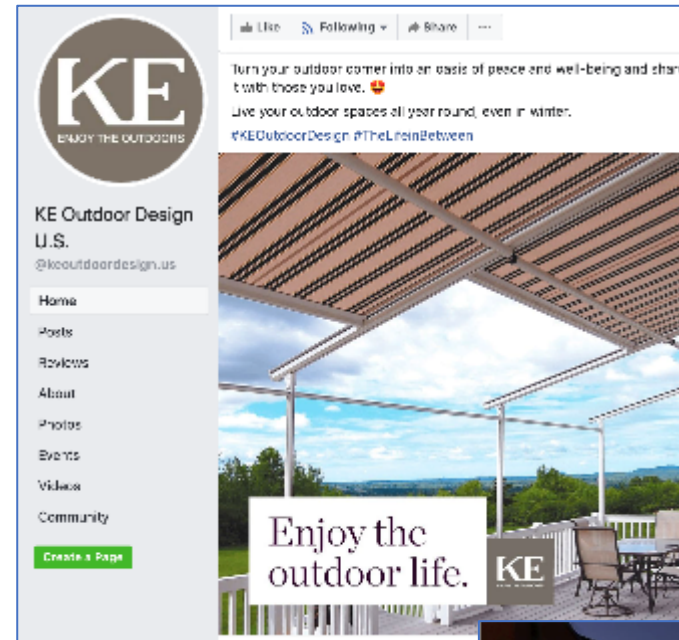 KE
ENJOY THE OUTDOORS
KE Outdoor Design
U.S.
@keoutdoordesign.us
Home
Posts
Reviews
About
Photos
Events
Videos
Community
Create a Page
Like Following Share ...
Turn your outdoor corner into an oasis of peace and well-being and shar
it with those you love.
Live your outdoor spaces all year round, even in winter.
#KEOutdoorDesign #TheLifeinBetween
Enjoy the
outdoor life.
KE